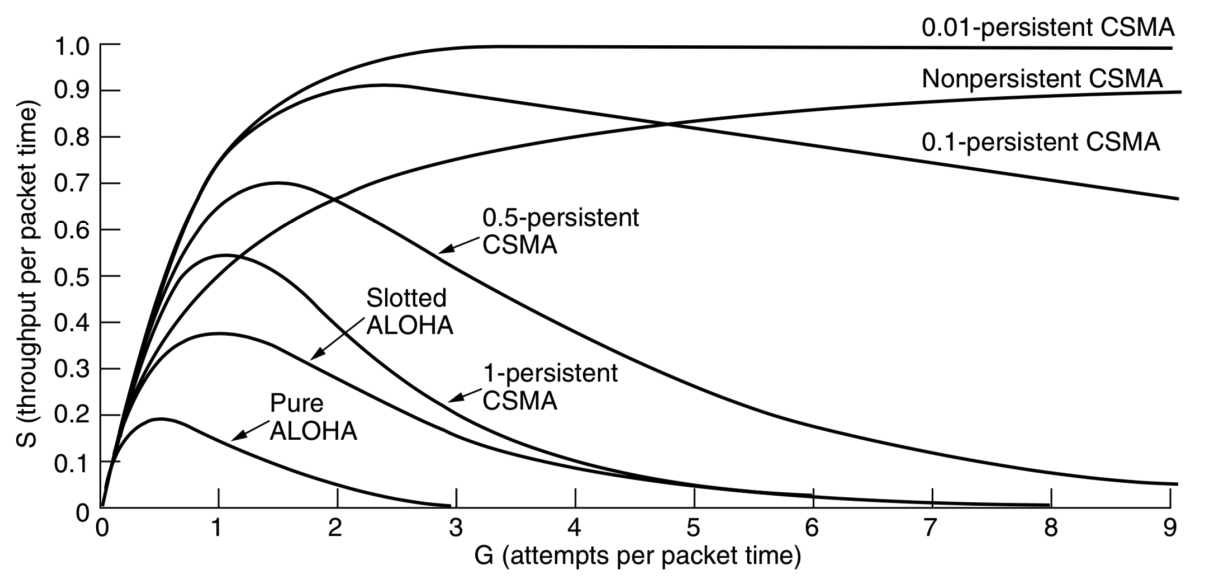 0.01-persistent CSMA
Nonpersistent CSMA
0.1-persistent CSMA
0.5-persistent
CSMA
Slotted
ALOHA
1-persistent
CSMA
Pure
ALOHA
S (throughput per packet time)
1.0
0.9
0.8
0.7
0.6
0.5
0.4
0.3
0.2
0.1
0
0 1 2 3 4 5 6 7 8 9
G (attempts per packet time)